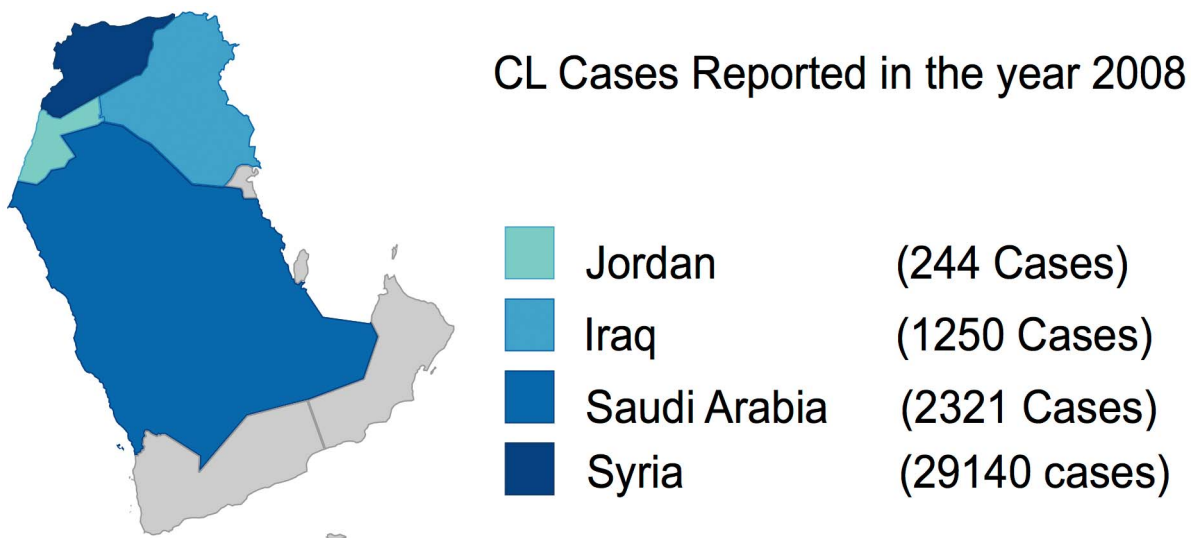 CL Cases Reported in the year 2008
Jordan (244 Cases)
Iraq (1250 Cases)
Saudi Arabia (2321 Cases)
Syria (29140 cases)